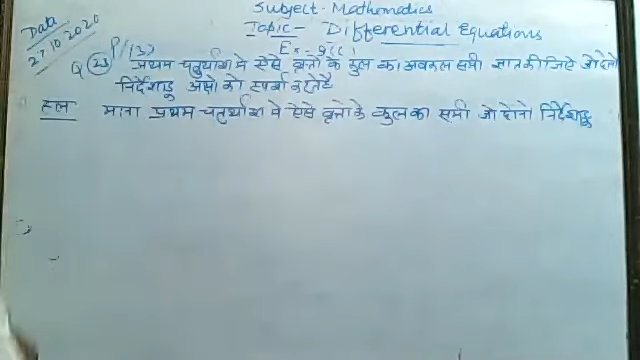 Subject- Mathematics
Date 27.10.2020
Topic- Differential Equations
P/(3) Ex- 9(c)
Q (23) प्रथम चतुर्थांश मे ऐसे वृत्तो के कुल का अवकल समी ज्ञात कीजिए जो दोनो
निर्देशाङ्क अक्षो को स्पर्श करते है
हल माना प्रथम चतुर्थांश मे ऐसे वृत्तो के कुल का समी जो दोनो निर्देशाङ्क